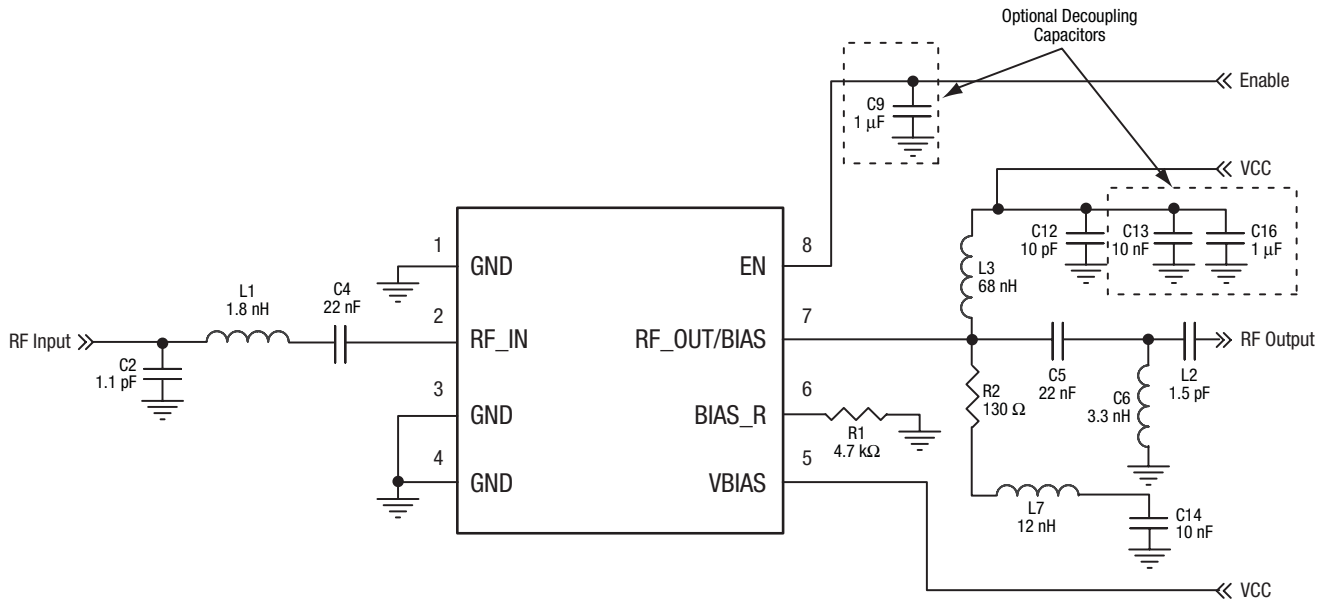 Optional Decoupling
Capacitors
Enable
C9
1 μF
VCC
C12
10 pF
C13
10 nF
C16
1 μF
L3
68 nH
1
GND
8
EN
L1
1.8 nH
C4
22 nF
2
RF_IN
7
RF_OUT/BIAS
RF Input
RF Output
C2
1.1 pF
C5
22 nF
L2
1.5 pF
R2
130 Ω
C6
3.3 nH
3
GND
6
BIAS_R
R1
4.7 kΩ
4
GND
5
VBIAS
L7
12 nH
C14
10 nF
VCC